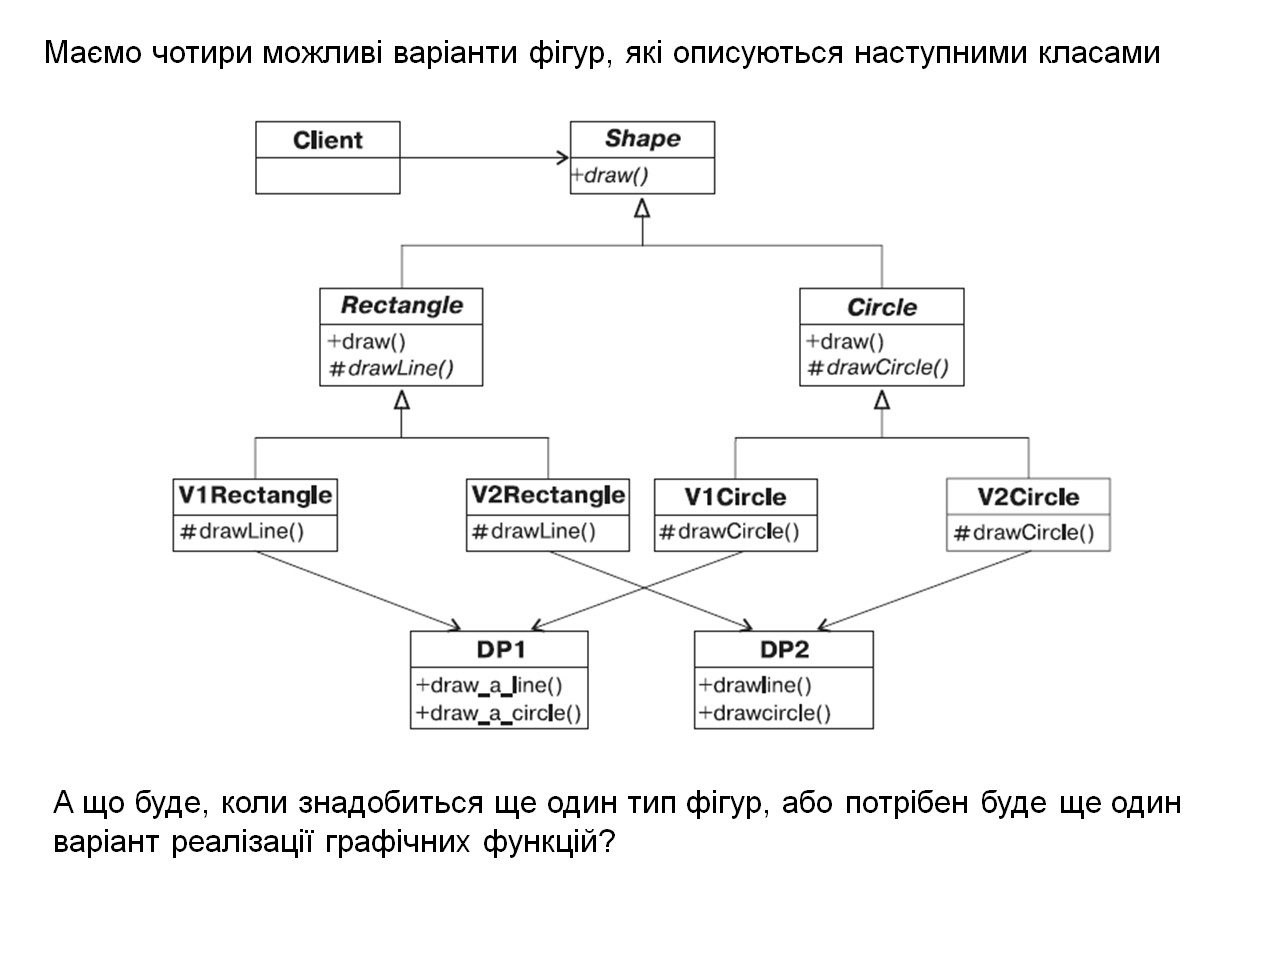 Маємо чотири можливі варіанти фігур, які описуються наступними класами
Client
Shape
+draw()
Rectangle
+draw()
#drawLine()
Circle
+draw()
#drawCircle()
V1Rectangle
#drawLine()
V2Rectangle
#drawLine()
V1Circle
#drawCircle()
V2Circle
#drawCircle()
DP1
+draw_a_line()
+draw_a_circle()
DP2
+drawline()
+drawcircle()
А що буде, коли знадобиться ще один тип фігур, або потрібен буде ще один
варіант реалізації графічних функцій?